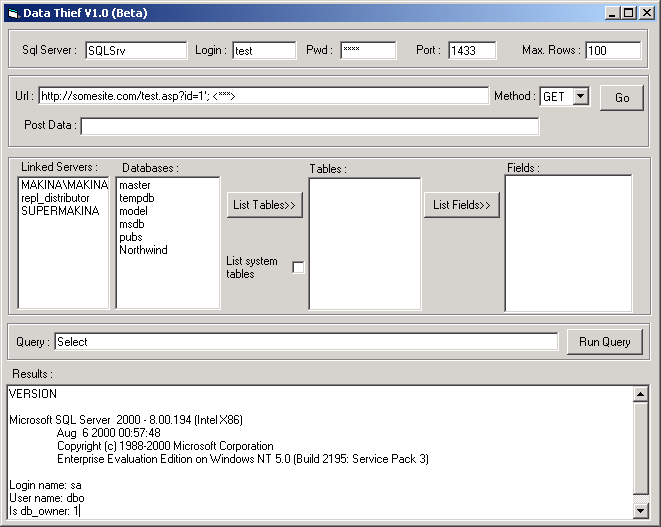 Data Thief V1.0 (Beta)
Sql Server : SQLSrv Login : test Pwd : **** Port : 1433 Max. Rows : 100
Url : http://somesite.com/test.asp?id=1'; <***> Method : GET Go
Post Data :
Linked Servers : Databases : Tables : Fields :
MAKINA\MAKINA
repl_distributor
SUPERMAKINA
master
tempdb
model
msdb
pubs
Northwind
List Tables>>
List system
tables
List Fields>>
Query : Select Run Query
Results :
VERSION
Microsoft SQL Server 2000 - 8.00.194 (Intel X86)
Aug 6 2000 00:57:48
Copyright (c) 1988-2000 Microsoft Corporation
Enterprise Evaluation Edition on Windows NT 5.0 (Build 2195: Service Pack 3)
Login name: sa
User name: dbo
Is db_owner: 1